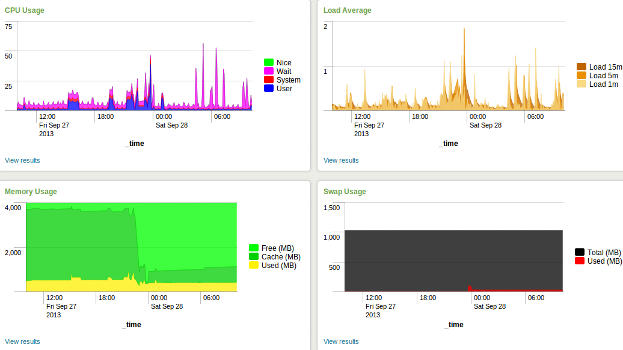 CPU Usage
75
50
25
Nice
Wait
System
User
12:00
18:00
00:00
06:00
Fri Sep 27
Sat Sep 28
2013
_time
View results
Load Average
2
1
Load 15m
Load 5m
Load 1m
12:00
18:00
00:00
06:00
Fri Sep 27
Sat Sep 28
2013
_time
View results
Memory Usage
4,000
2,000
Free (MB)
Cache (MB)
Used (MB)
12:00
18:00
00:00
06:00
Fri Sep 27
Sat Sep 28
2013
_time
View results
Swap Usage
1,500
1,000
500
Total (MB)
Used (MB)
12:00
18:00
00:00
06:00
Fri Sep 27
Sat Sep 28
2013
_time
View results